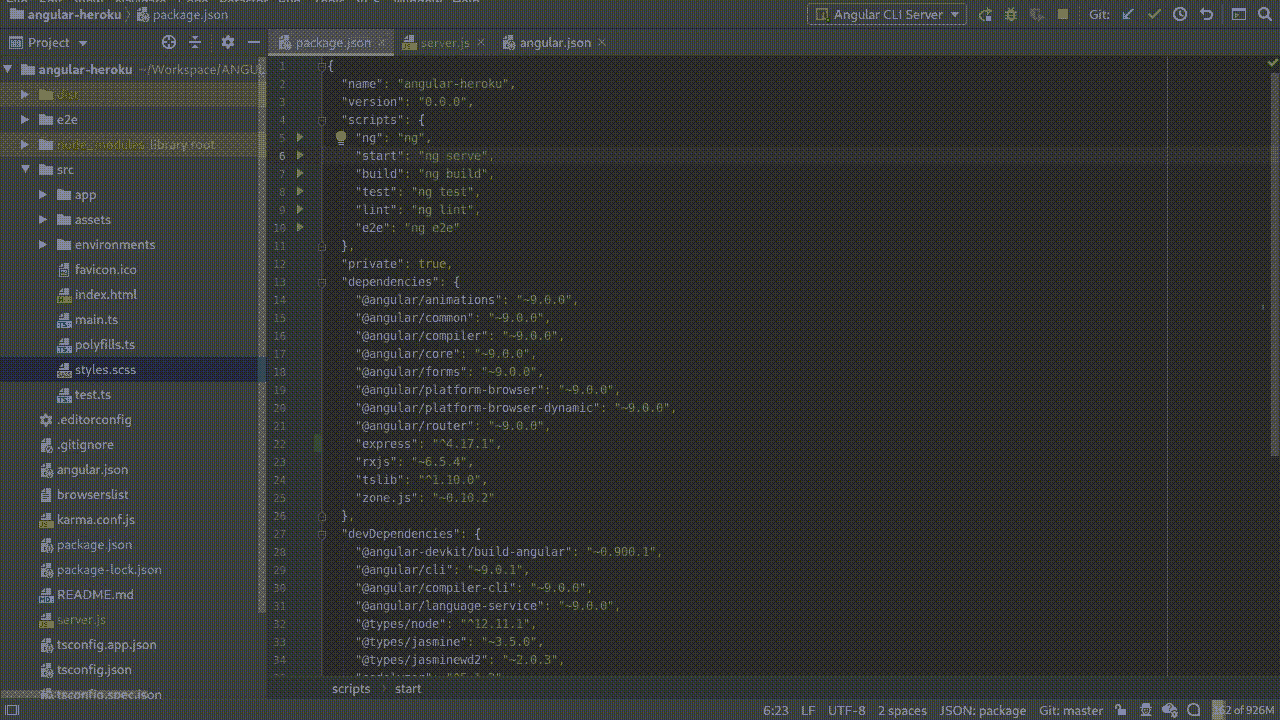 angular-heroku
package.json
Angular CLI Server
Git:
Project
package.json
server.js
angular.json
angular-heroku ~/Workspace/ANGU
dist
e2e
node_modules library root
src
app
assets
environments
favicon.ico
index.html
main.ts
polyfills.ts
styles.scss
test.ts
.editorconfig
.gitignore
angular.json
browserslist
karma.conf.js
package.json
package-lock.json
README.md
server.js
tsconfig.app.json
tsconfig.json
tsconfig.spec.json
1 {
2 "name": "angular-heroku",
3 "version": "0.0.0",
4 "scripts": {
5 "ng": "ng",
6 "start": "ng serve",
7 "build": "ng build",
8 "test": "ng test",
9 "lint": "ng lint",
10 "e2e": "ng e2e"
11 },
12 "private": true,
13 "dependencies": {
14 "@angular/animations": "~9.0.0",
15 "@angular/common": "~9.0.0",
16 "@angular/compiler": "~9.0.0",
17 "@angular/core": "~9.0.0",
18 "@angular/forms": "~9.0.0",
19 "@angular/platform-browser": "~9.0.0",
20 "@angular/platform-browser-dynamic": "~9.0.0",
21 "@angular/router": "~9.0.0",
22 "express": "^4.17.1",
23 "rxjs": "~6.5.4",
24 "tslib": "^1.10.0",
25 "zone.js": "~0.10.2"
26 },
27 "devDependencies": {
28 "@angular-devkit/build-angular": "~0.900.1",
29 "@angular/cli": "~9.0.1",
30 "@angular/compiler-cli": "~9.0.0",
31 "@angular/language-service": "~9.0.0",
32 "@types/node": "^12.11.1",
33 "@types/jasmine": "~3.5.0",
34 "@types/jasminewd2": "~2.0.3",
scripts start
6:23 LF UTF-8 2 spaces JSON: package Git: master 162 of 926M